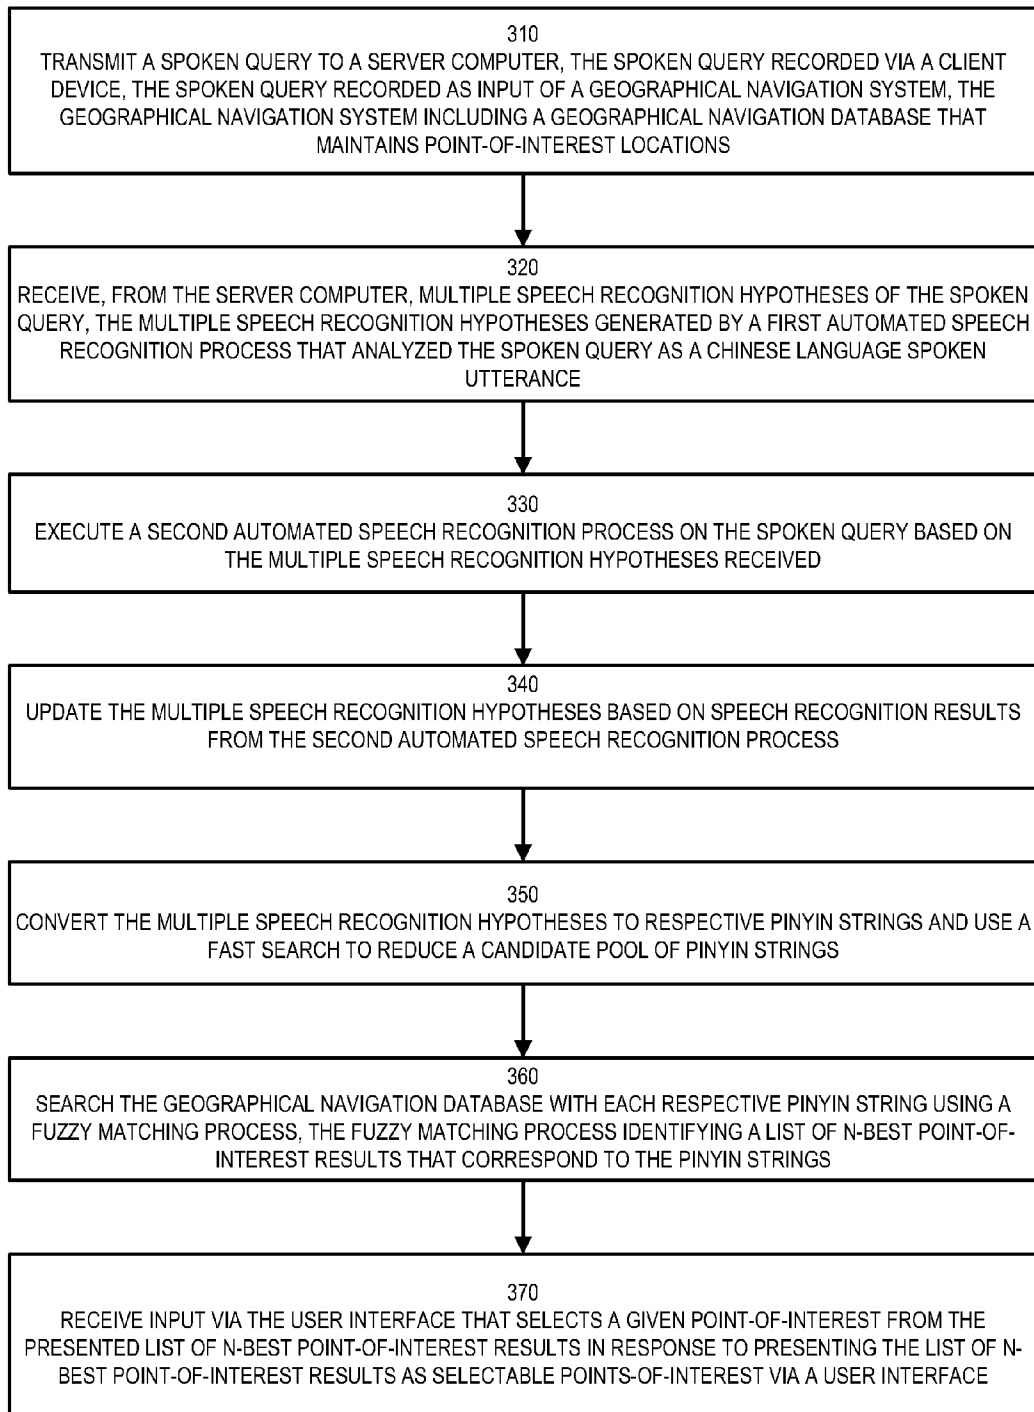 310
TRANSMIT A SPOKEN QUERY TO A SERVER COMPUTER, THE SPOKEN QUERY RECORDED VIA A CLIENT
DEVICE, THE SPOKEN QUERY RECORDED AS INPUT OF A GEOGRAPHICAL NAVIGATION SYSTEM, THE
GEOGRAPHICAL NAVIGATION SYSTEM INCLUDING A GEOGRAPHICAL NAVIGATION DATABASE THAT
MAINTAINS POINT-OF-INTEREST LOCATIONS
320
RECEIVE, FROM THE SERVER COMPUTER, MULTIPLE SPEECH RECOGNITION HYPOTHESES OF THE SPOKEN
QUERY, THE MULTIPLE SPEECH RECOGNITION HYPOTHESES GENERATED BY A FIRST AUTOMATED SPEECH
RECOGNITION PROCESS THAT ANALYZED THE SPOKEN QUERY AS A CHINESE LANGUAGE SPOKEN
UTTERANCE
330
EXECUTE A SECOND AUTOMATED SPEECH RECOGNITION PROCESS ON THE SPOKEN QUERY BASED ON
THE MULTIPLE SPEECH RECOGNITION HYPOTHESES RECEIVED
340
UPDATE THE MULTIPLE SPEECH RECOGNITION HYPOTHESES BASED ON SPEECH RECOGNITION RESULTS
FROM THE SECOND AUTOMATED SPEECH RECOGNITION PROCESS
350
CONVERT THE MULTIPLE SPEECH RECOGNITION HYPOTHESES TO RESPECTIVE PINYIN STRINGS AND USE A
FAST SEARCH TO REDUCE A CANDIDATE POOL OF PINYIN STRINGS
360
SEARCH THE GEOGRAPHICAL NAVIGATION DATABASE WITH EACH RESPECTIVE PINYIN STRING USING A
FUZZY MATCHING PROCESS, THE FUZZY MATCHING PROCESS IDENTIFYING A LIST OF N-BEST POINT-OF-
INTEREST RESULTS THAT CORRESPOND TO THE PINYIN STRINGS
370
RECEIVE INPUT VIA THE USER INTERFACE THAT SELECTS A GIVEN POINT-OF-INTEREST FROM THE
PRESENTED LIST OF N-BEST POINT-OF-INTEREST RESULTS IN RESPONSE TO PRESENTING THE LIST OF N-
BEST POINT-OF-INTEREST RESULTS AS SELECTABLE POINTS-OF-INTEREST VIA A USER INTERFACE